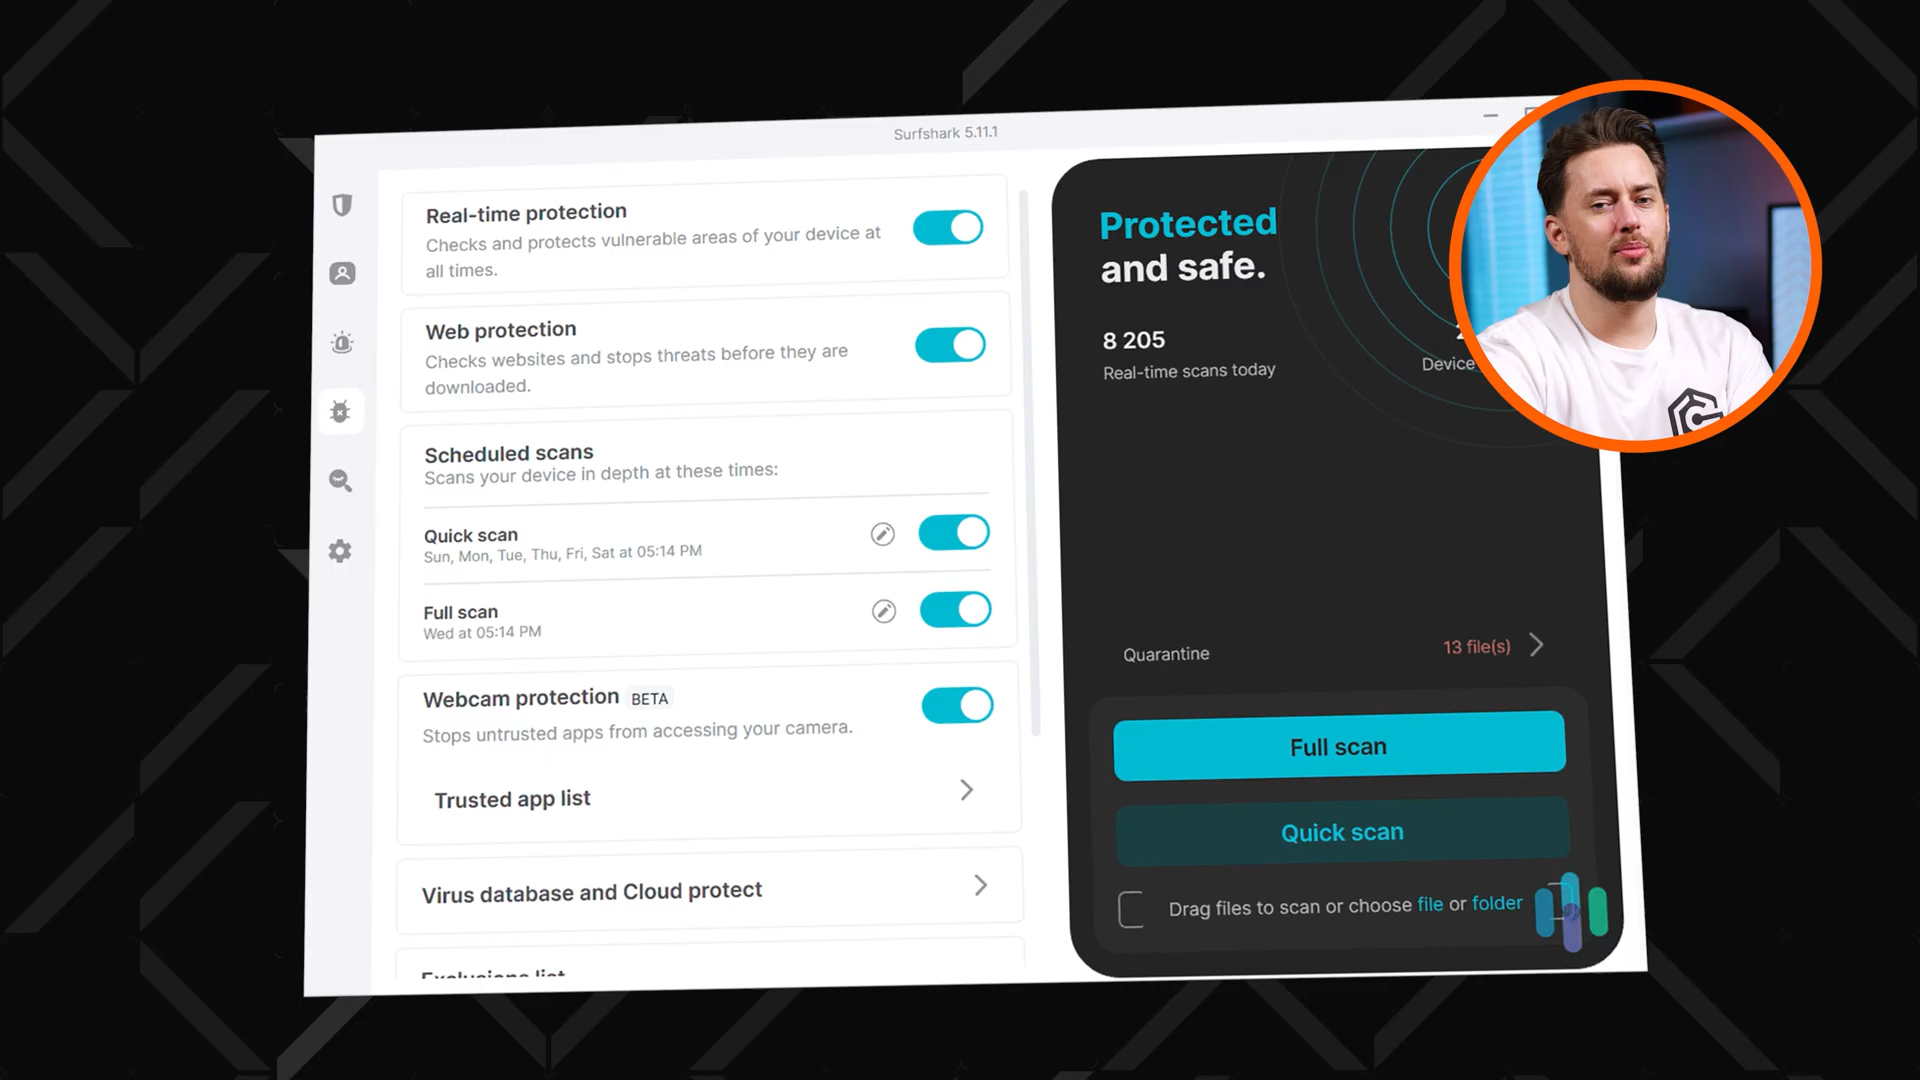 Surfshark 5.11.1
Real-time protection
Checks and protects vulnerable areas of your device at
all times.
Web protection
Checks websites and stops threats before they are
downloaded.
Scheduled scans
Scans your device in depth at these times:
Quick scan
Sun, Mon, Tue, Thu, Fri, Sat at 05:14 PM
Full scan
Wed at 05:14 PM
Webcam protection BETA
Stops untrusted apps from accessing your camera.
Trusted app list
Virus database and Cloud protect
Exclusions list
Protected
and safe.
8 205
Real-time scans today
Device
Quarantine
13 file(s)
Full scan
Quick scan
Drag files to scan or choose file or folder